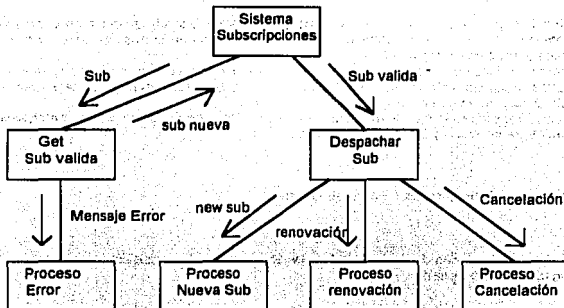 Sistema
Subscripciones
Sub
Sub valida
sub nueva
Get
Sub valida
Despachar
Sub
Mensaje Error
new sub
renovación
Cancelación
Proceso
Error
Proceso
Nueva Sub
Proceso
renovación
Proceso
Cancelación